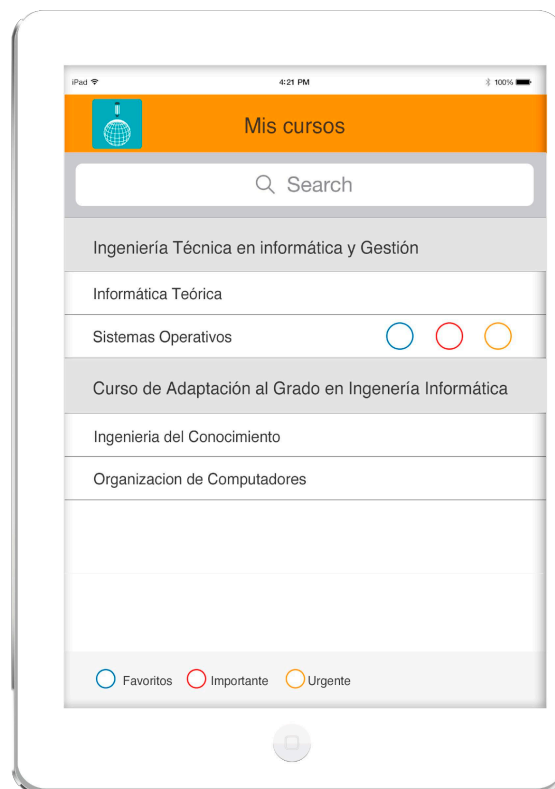 iPad 4:21 PM 100%
Mis cursos
Search
Ingeniería Técnica en informática y Gestión
Informática Teórica
Sistemas Operativos
Curso de Adaptación al Grado en Ingenería Informática
Ingenieria del Conocimiento
Organizacion de Computadores
Favoritos Importante Urgente